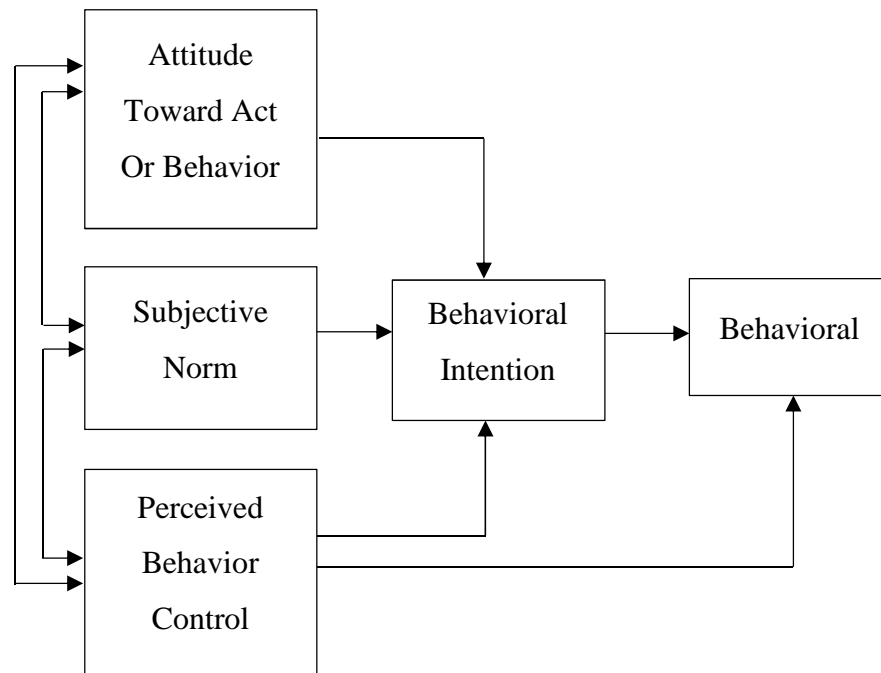 Attitude
Toward Act
Or Behavior
Subjective
Norm
Perceived
Behavior
Control
Behavioral
Intention
Behavioral